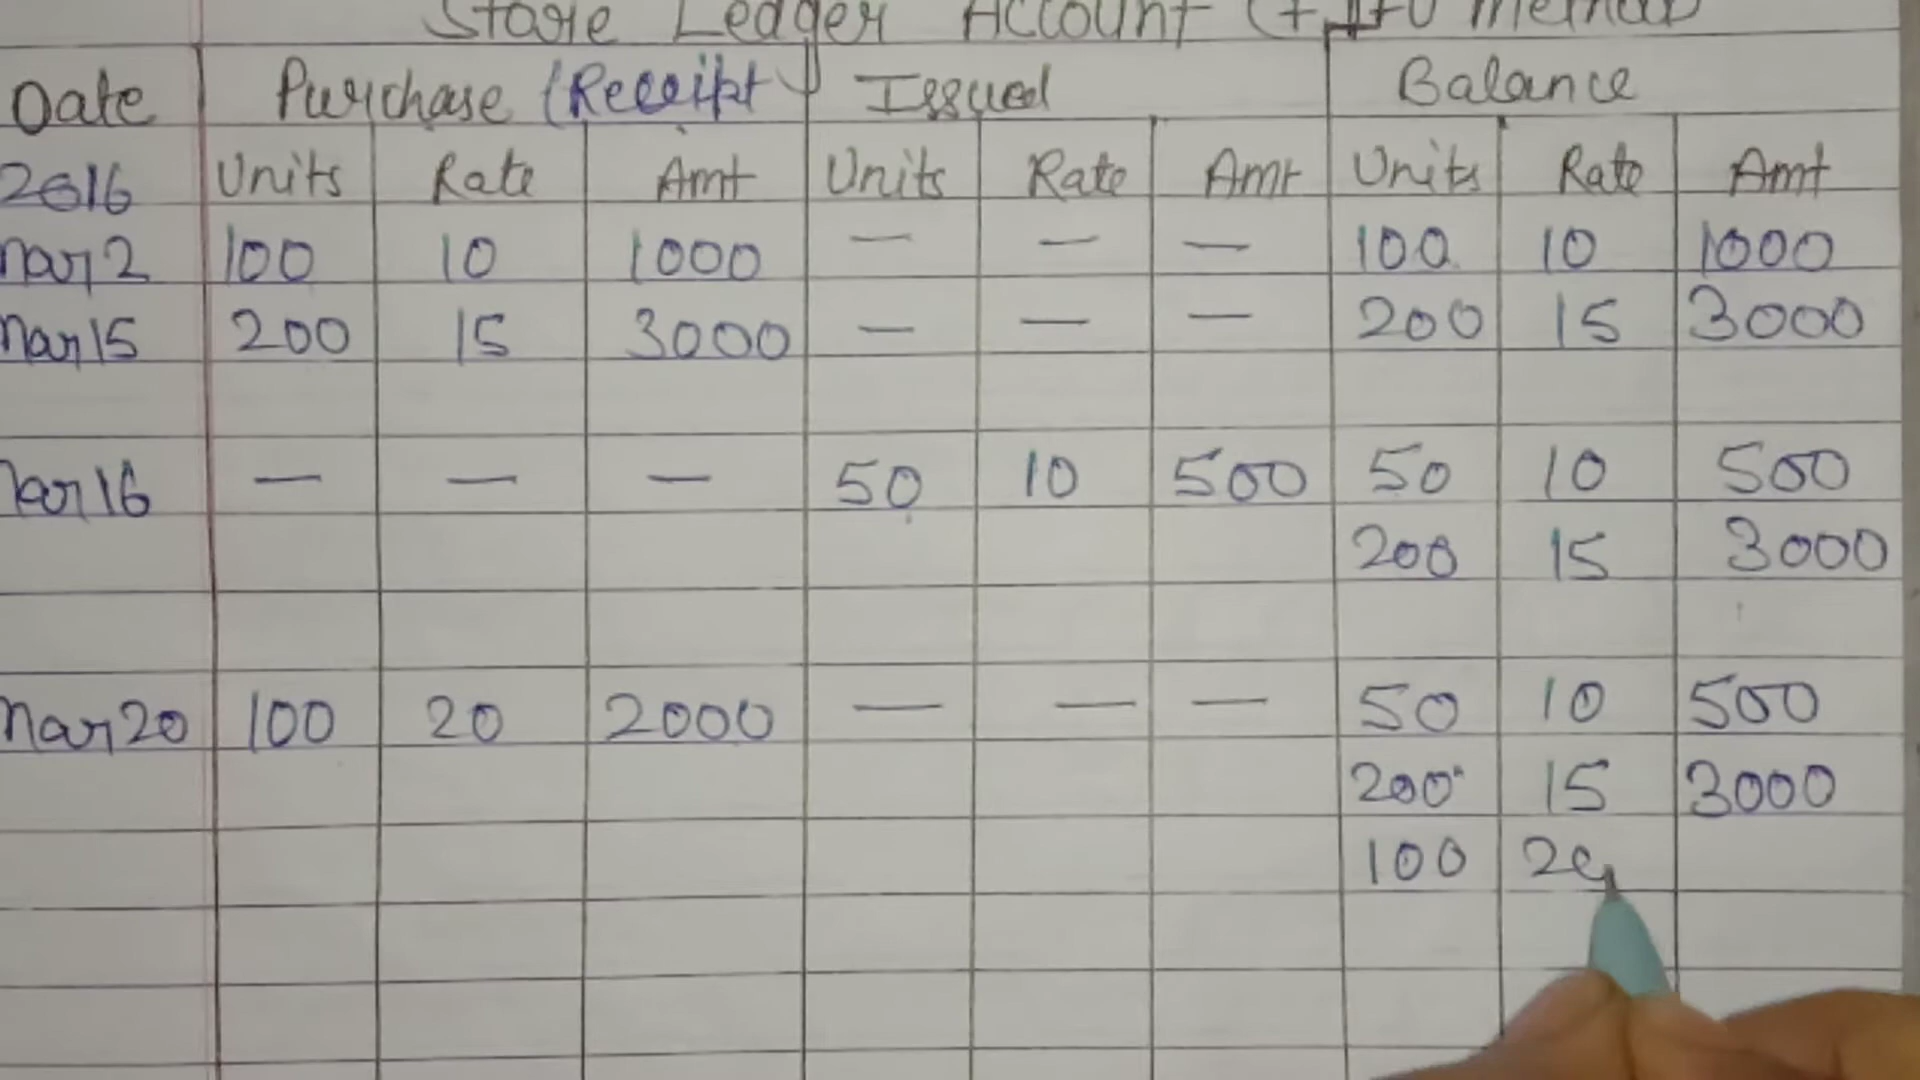 Store Ledger Account (FIFO Method)
Date Purchase (Receipt) Issued Balance
2016 Units Rate Amt Units Rate Amt Units Rate Amt
Mar 2 100 10 1000 — — — 100 10 1000
Mar 15 200 15 3000 — — — 200 15 3000
Mar 16 — — — 50 10 500 50 10 500
200 15 3000
Mar 20 100 20 2000 — — — 50 10 500
200 15 3000
100 20